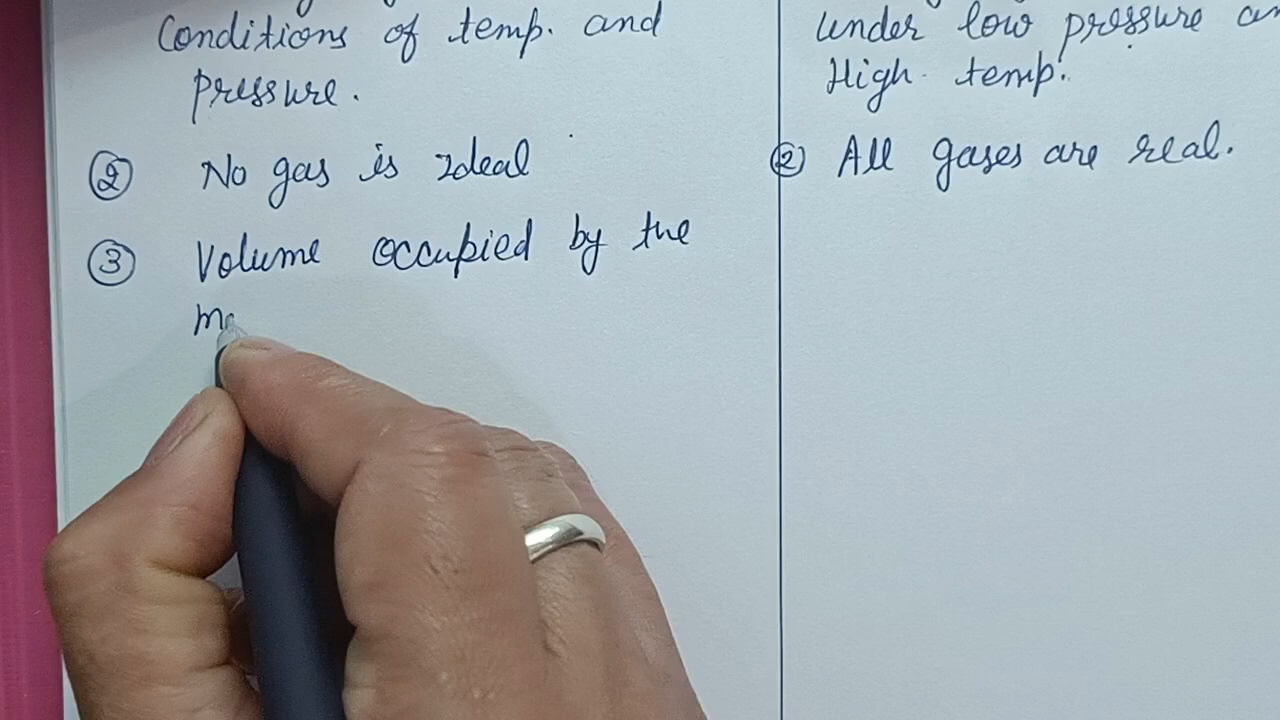 Conditions of temp. and
pressure.
② No gas is Ideal
③ Volume occupied by the
under low pressure
High temp.
② All gases are real.